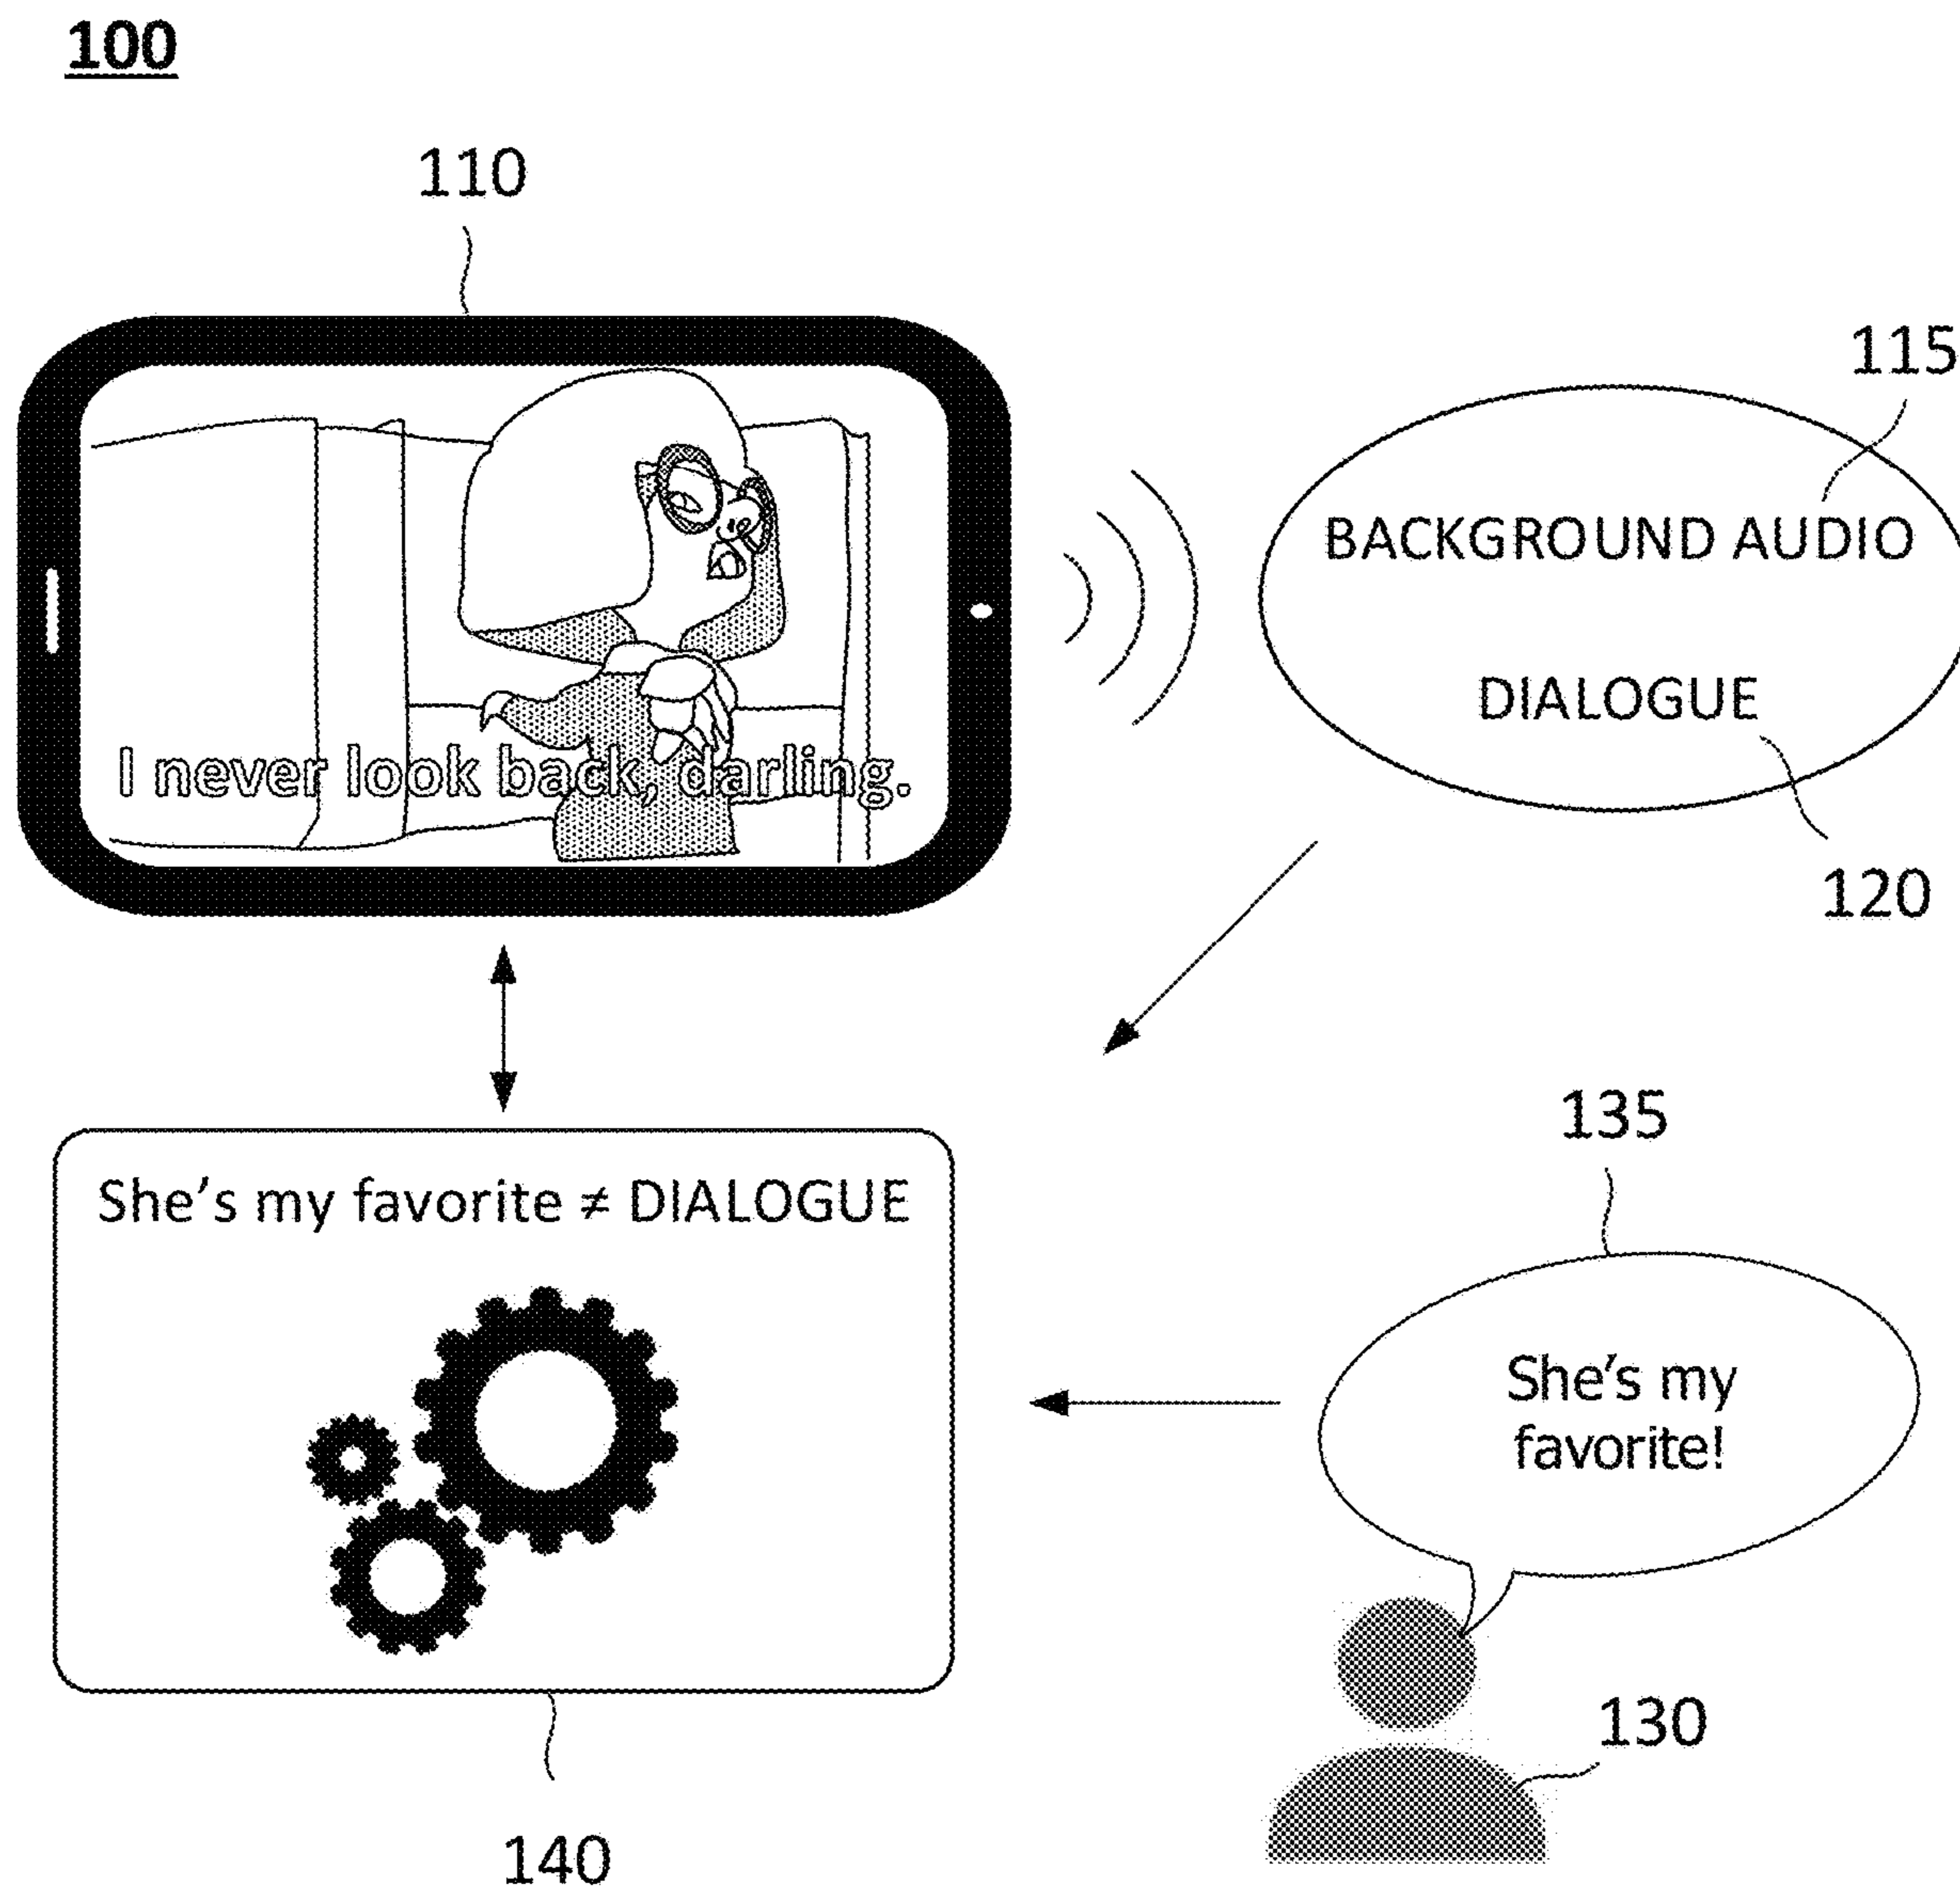 100
110
115
BACKGROUND AUDIO
DIALOGUE
I never look back, darling.
120
135
She's my favorite ≠ DIALOGUE
She's my
favorite!
130
140